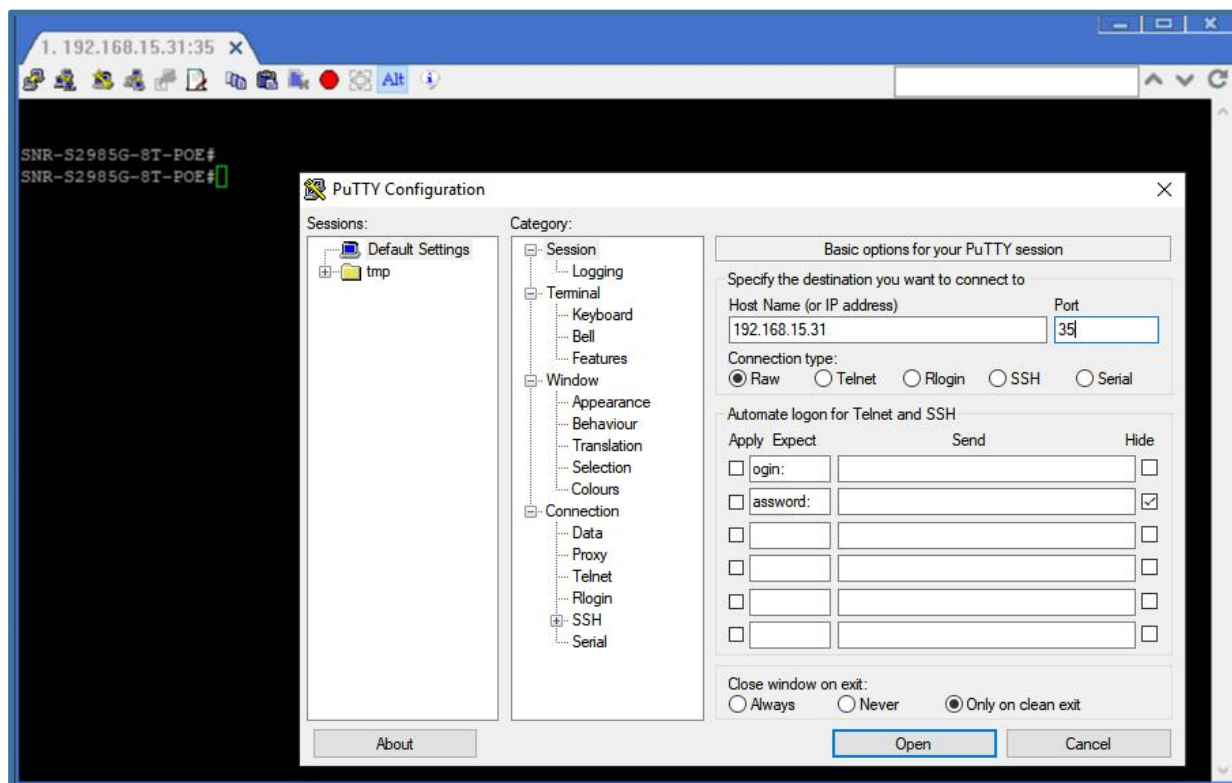 1. 192.168.15.31:35
Alt
SNR-S2985G-8T-POE#
SNR-S2985G-8T-POE#
PuTTY Configuration
Sessions:
Default Settings
tmp
Category:
Session
Logging
Terminal
Keyboard
Bell
Features
Window
Appearance
Behaviour
Translation
Selection
Colours
Connection
Data
Proxy
Telnet
Rlogin
SSH
Serial
Basic options for your PuTTY session
Specify the destination you want to connect to
Host Name (or IP address) Port
192.168.15.31 35
Connection type:
Raw Telnet Rlogin SSH Serial
Automate logon for Telnet and SSH
Apply Expect Send Hide
ogin:
assword:
Close window on exit:
Always Never Only on clean exit
About Open Cancel